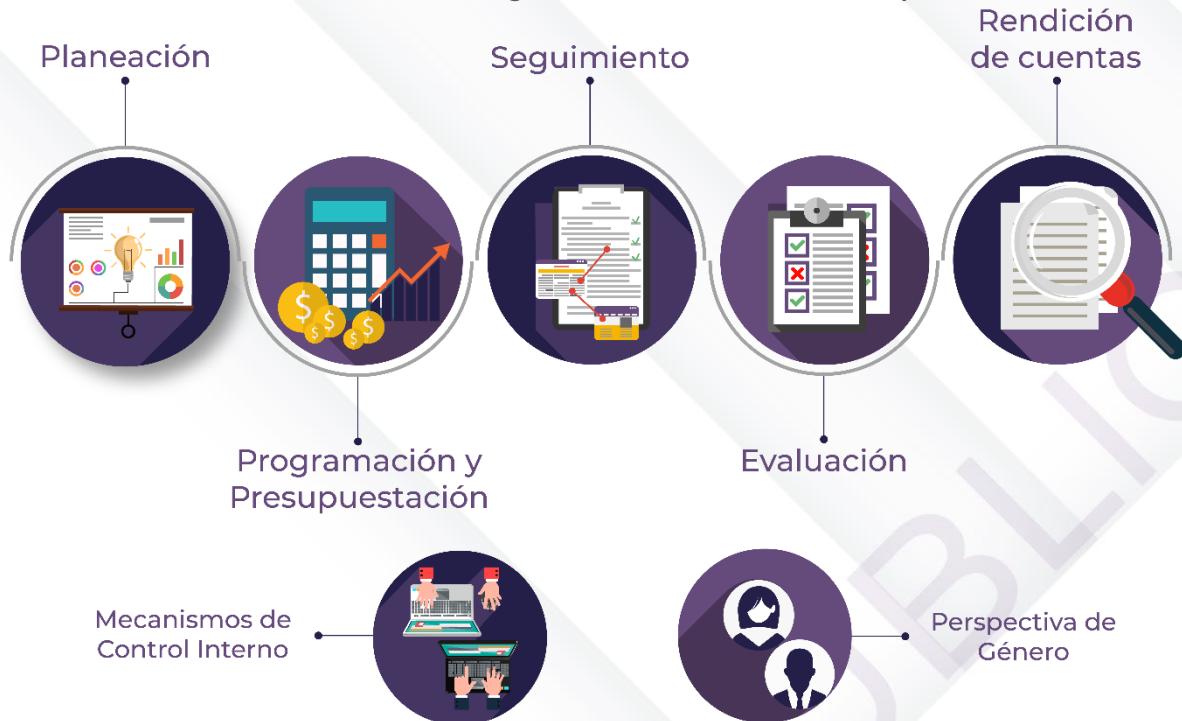 Planeación
Seguimiento
Rendición
de cuentas
$
$
$
$
$
Programación y
Presupuestación
Evaluación
Mecanismos de
Control Interno
Perspectiva de
Género